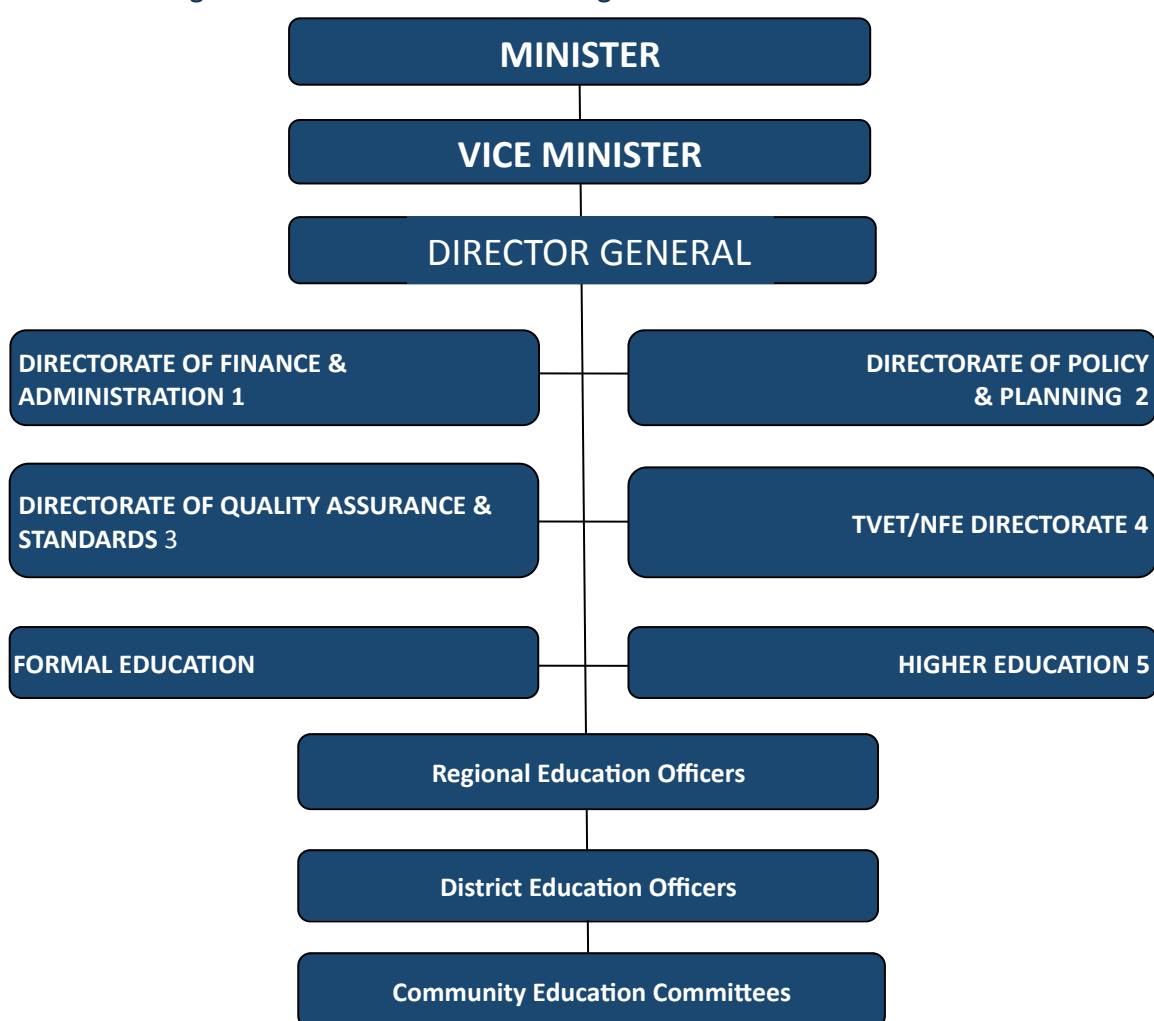 MINISTER
VICE MINISTER
DIRECTOR GENERAL
DIRECTORATE OF FINANCE &
ADMINISTRATION 1
DIRECTORATE OF POLICY
& PLANNING 2
DIRECTORATE OF QUALITY ASSURANCE &
STANDARDS 3
TVET/NFE DIRECTORATE 4
FORMAL EDUCATION
HIGHER EDUCATION 5
Regional Education Officers
District Education Officers
Community Education Committees